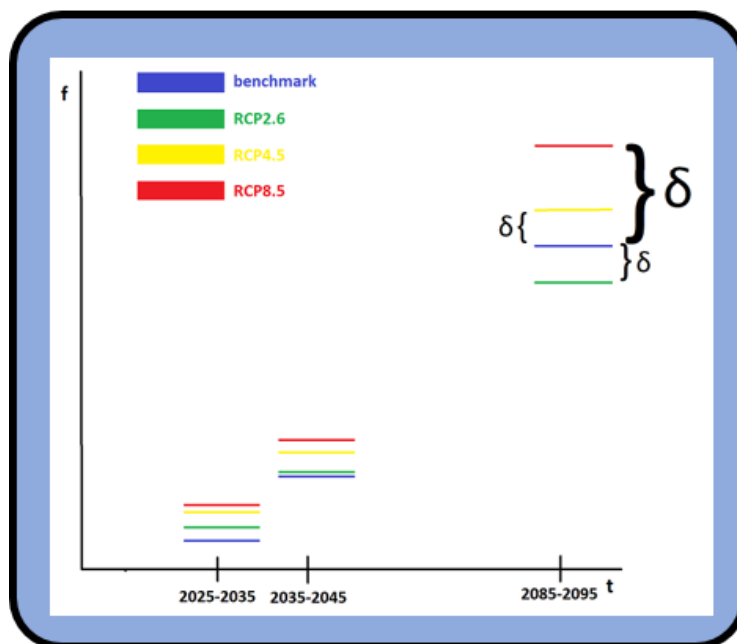 f
benchmark
RCP2.6
RCP4.5
RCP8.5
} δ
δ {
} δ
2025-2035 2035-2045 2085-2095 t